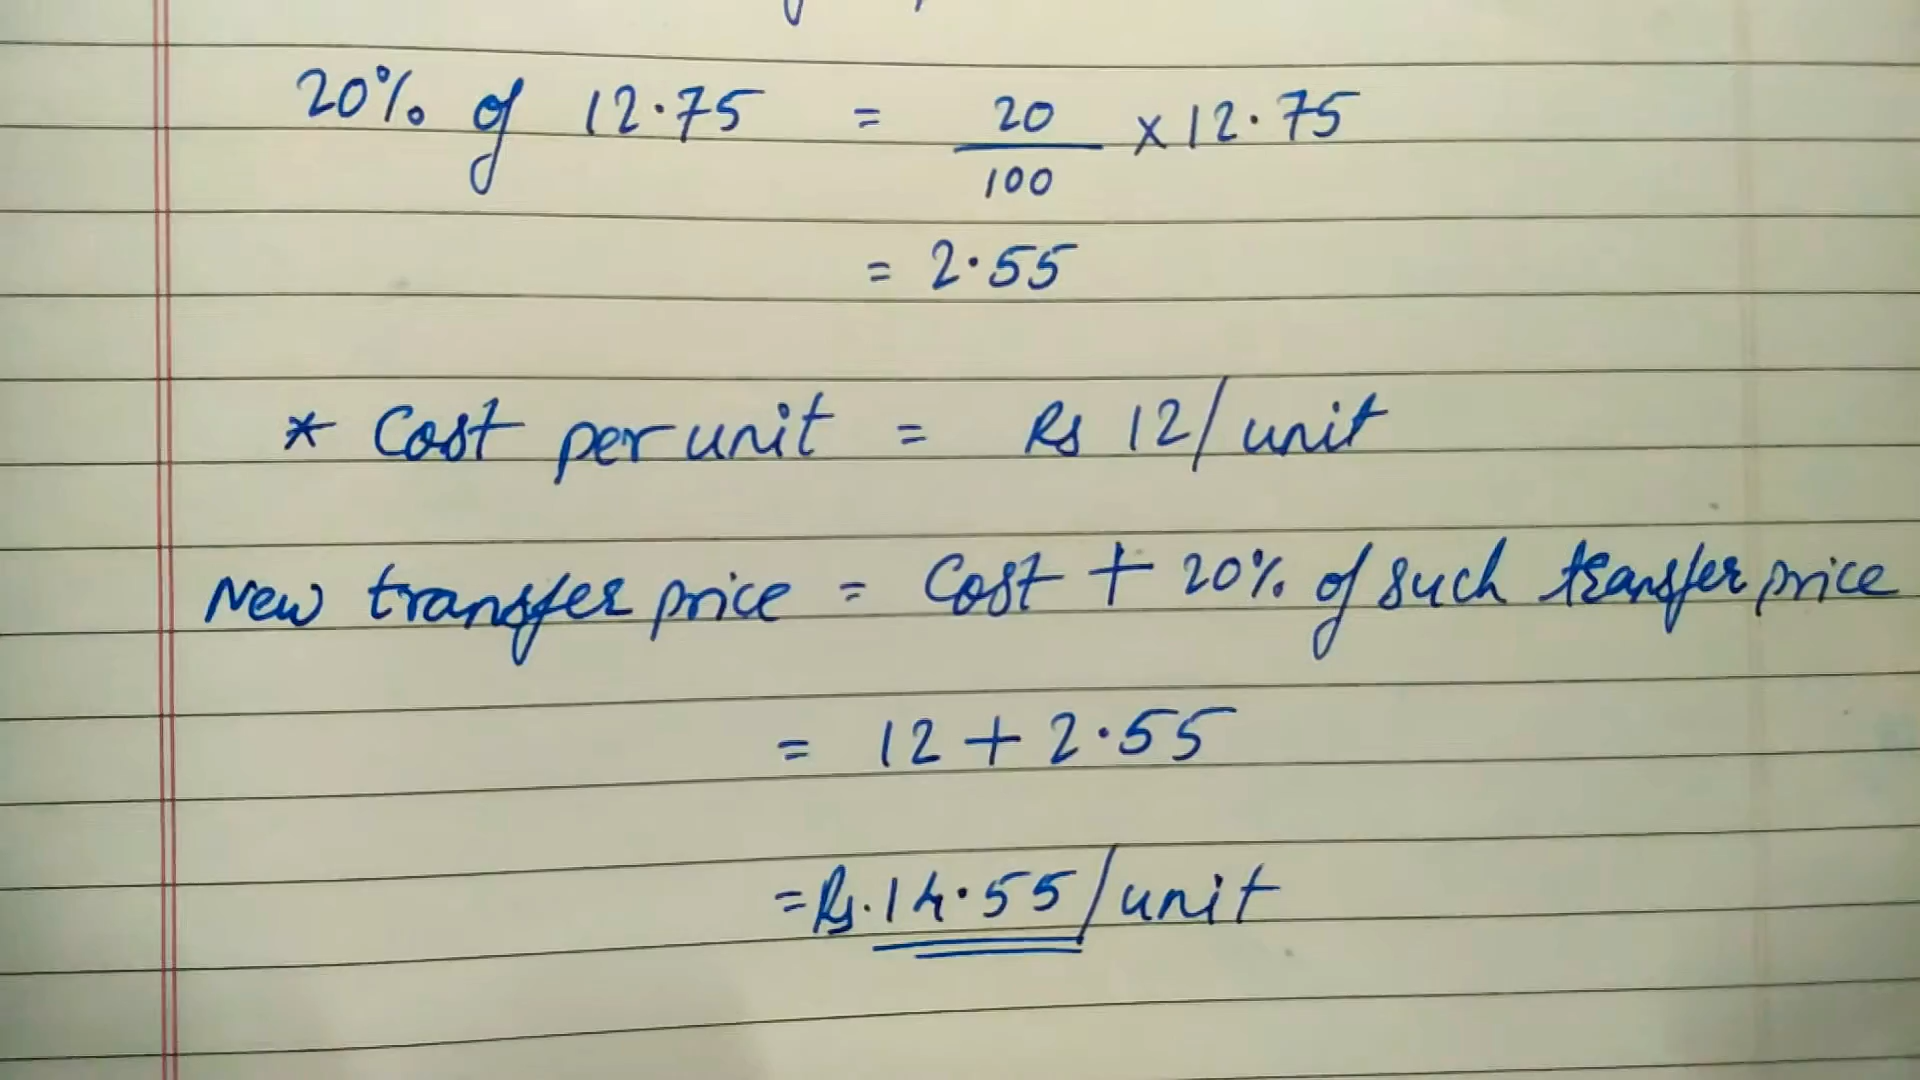 20% of 12.75 = 20/100 × 12.75
= 2.55
* Cost per unit = Rs 12/unit
New transfer price = Cost + 20% of such transfer price
= 12 + 2.55
= Rs. 14.55/unit